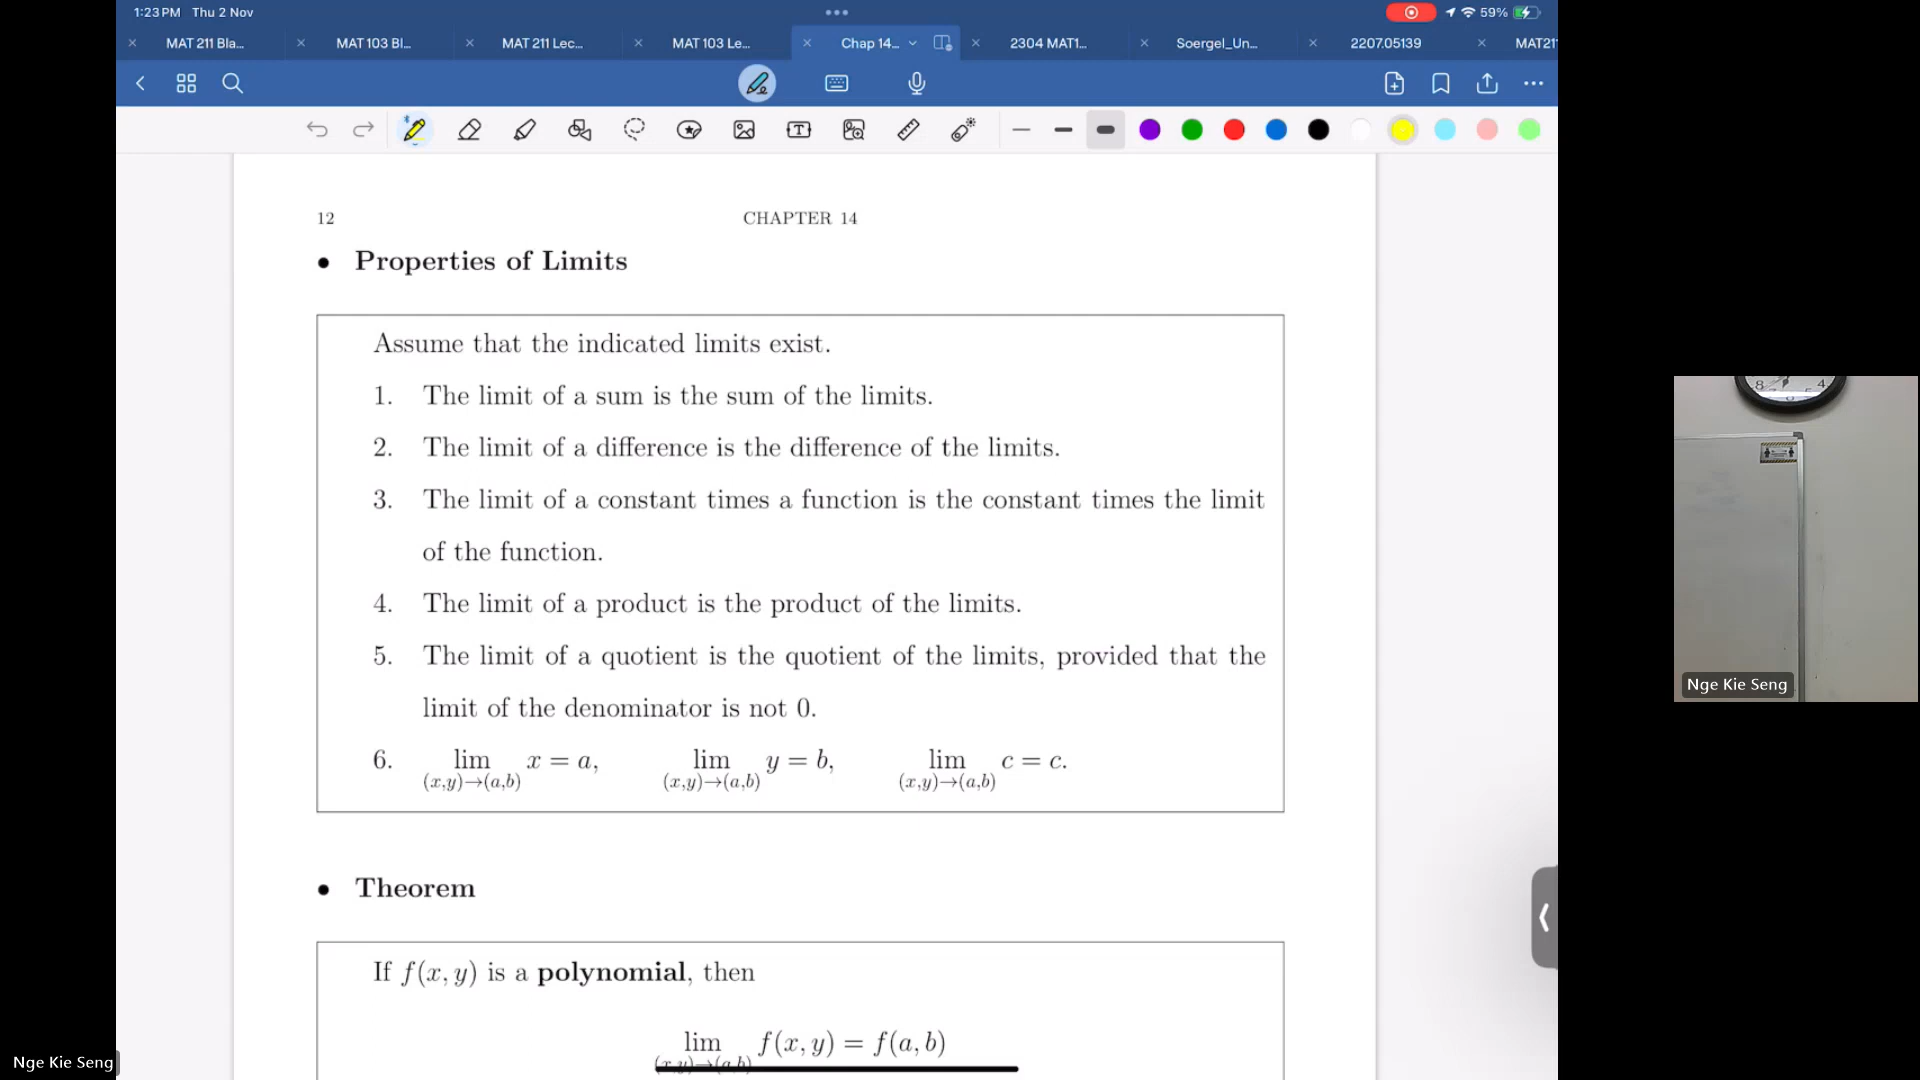 1:23 PM Thu 2 Nov
59%
MAT 211 Bla...
MAT 103 Bl...
MAT 211 Lec...
MAT 103 Le...
Chap 14...
2304 MAT1...
Soergel_Un...
2207.05139
MAT21
12
CHAPTER 14
• Properties of Limits
Assume that the indicated limits exist.
1. The limit of a sum is the sum of the limits.
2. The limit of a difference is the difference of the limits.
3. The limit of a constant times a function is the constant times the limit
of the function.
4. The limit of a product is the product of the limits.
5. The limit of a quotient is the quotient of the limits, provided that the
limit of the denominator is not 0.
6. lim x = a, lim y = b, lim c = c.
(x,y)→(a,b) (x,y)→(a,b) (x,y)→(a,b)
• Theorem
If f(x, y) is a polynomial, then
lim f(x, y) = f(a, b)
(x,y)→(a,b)
8 7 5 4
Nge Kie Seng
Nge Kie Seng